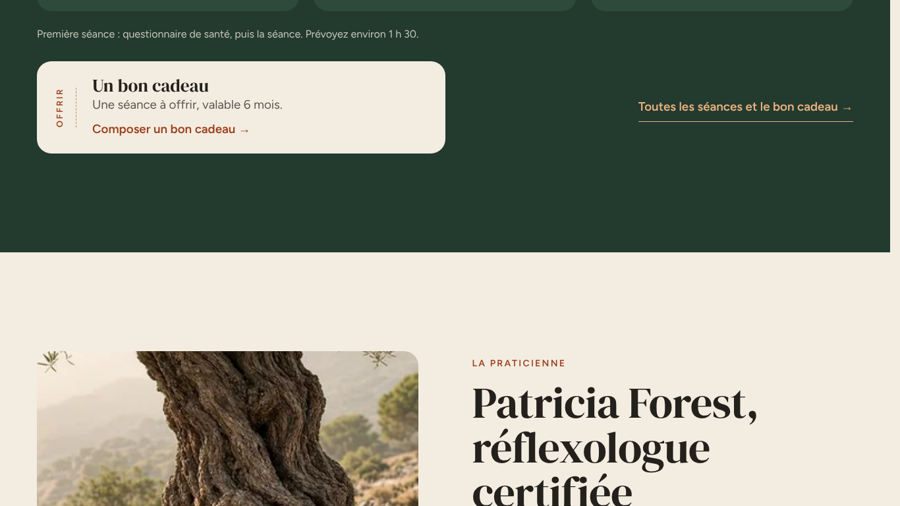 Première séance : questionnaire de santé, puis la séance. Prévoyez environ 1 h 30.
OFFRIR
Un bon cadeau
Une séance à offrir, valable 6 mois.
Composer un bon cadeau →
Toutes les séances et le bon cadeau →
LA PRATICIENNE
Patricia Forest,
réflexologue
certifiée